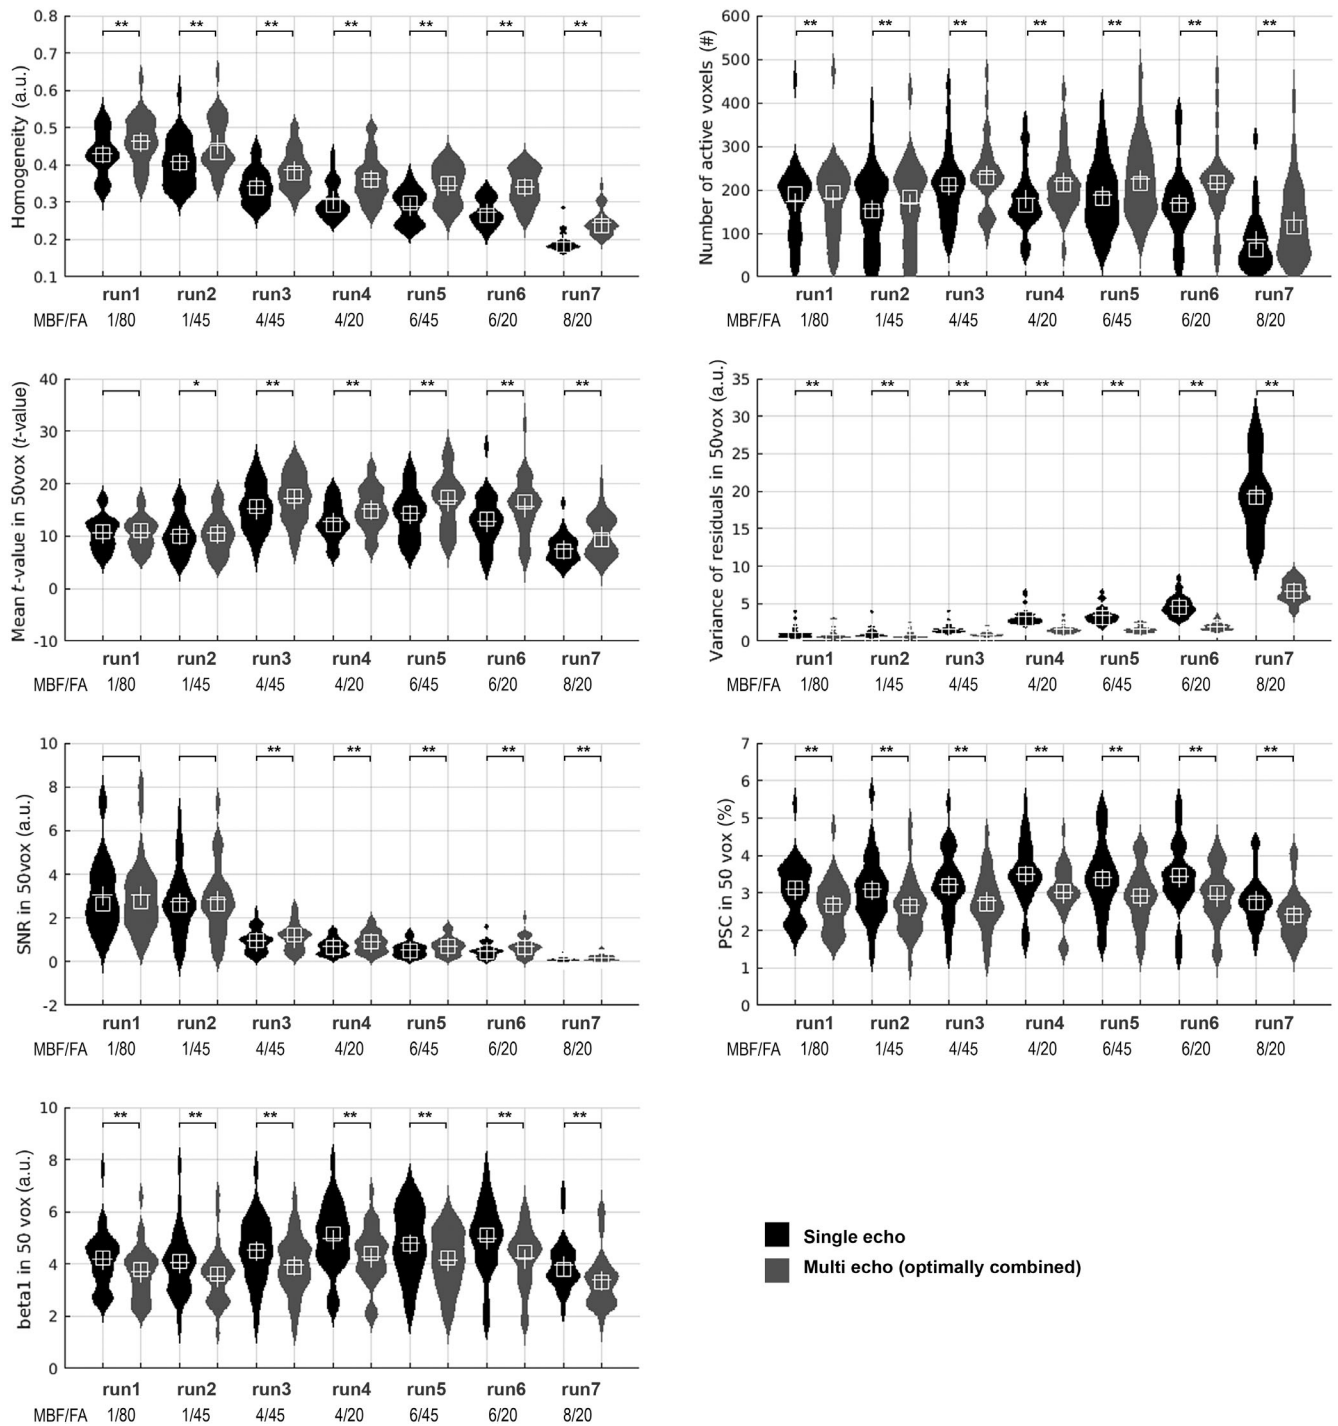 Homogeneity (a.u.)
0.8
0.7
0.6
0.5
0.4
0.3
0.2
0.1
** ** ** ** ** ** **
run1 run2 run3 run4 run5 run6 run7
MBF/FA 1/80 1/45 4/45 4/20 6/45 6/20 8/20
Number of active voxels (#)
600
500
400
300
200
100
0
** ** ** ** ** ** **
run1 run2 run3 run4 run5 run6 run7
MBF/FA 1/80 1/45 4/45 4/20 6/45 6/20 8/20
Mean t-value in 50vox (t-value)
40
30
20
10
0
-10
* ** ** ** ** **
run1 run2 run3 run4 run5 run6 run7
MBF/FA 1/80 1/45 4/45 4/20 6/45 6/20 8/20
Variance of residuals in 50vox (a.u.)
35
30
25
20
15
10
5
0
** ** ** ** ** ** **
run1 run2 run3 run4 run5 run6 run7
MBF/FA 1/80 1/45 4/45 4/20 6/45 6/20 8/20
SNR in 50vox (a.u.)
10
8
6
4
2
0
-2
** ** ** ** **
run1 run2 run3 run4 run5 run6 run7
MBF/FA 1/80 1/45 4/45 4/20 6/45 6/20 8/20
PSC in 50 vox (%)
7
6
5
4
3
2
1
0
** ** ** ** ** ** **
run1 run2 run3 run4 run5 run6 run7
MBF/FA 1/80 1/45 4/45 4/20 6/45 6/20 8/20
beta1 in 50 vox (a.u.)
10
8
6
4
2
0
** ** ** ** ** ** **
run1 run2 run3 run4 run5 run6 run7
MBF/FA 1/80 1/45 4/45 4/20 6/45 6/20 8/20
Single echo
Multi echo (optimally combined)